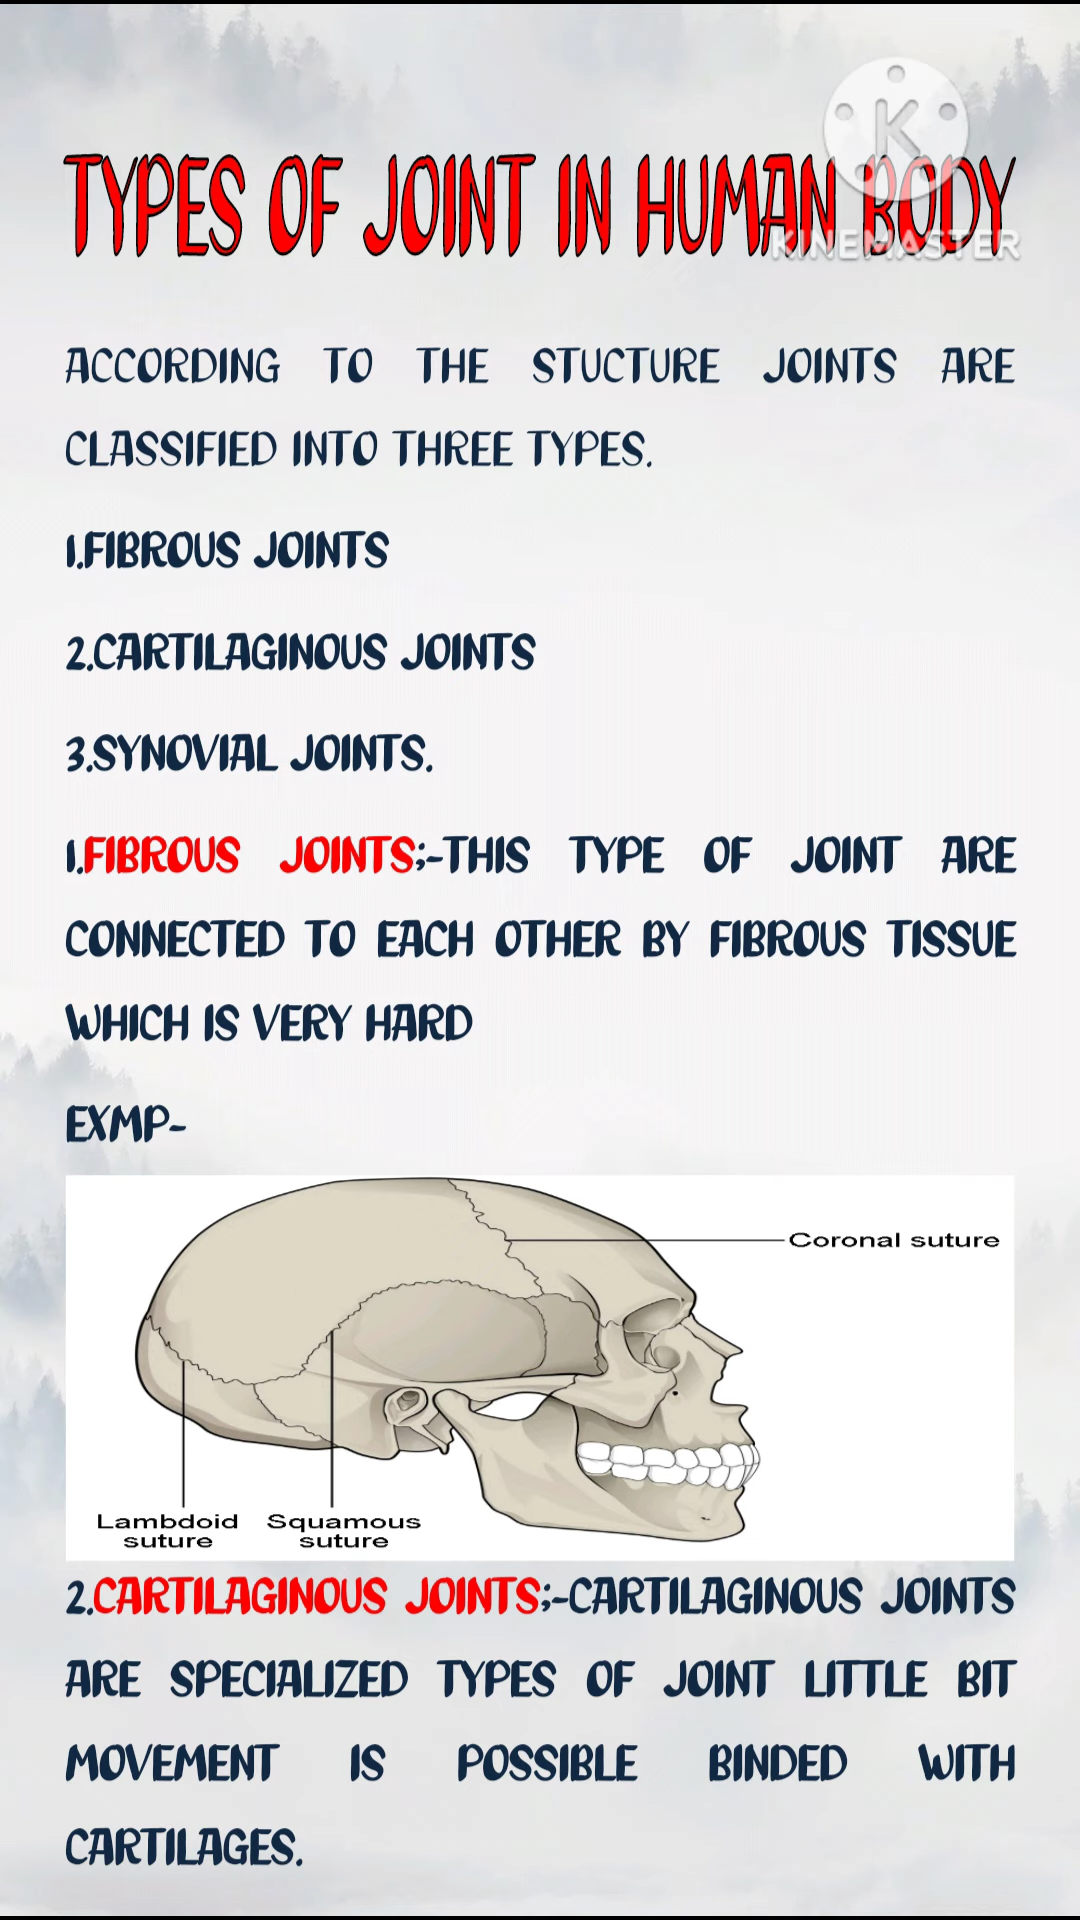 K
KINEMASTER
TYPES OF JOINT IN HUMAN BODY
ACCORDING TO THE STUCTURE JOINTS ARE
CLASSIFIED INTO THREE TYPES.
1.FIBROUS JOINTS
2.CARTILAGINOUS JOINTS
3.SYNOVIAL JOINTS.
1.FIBROUS JOINTS;-THIS TYPE OF JOINT ARE
CONNECTED TO EACH OTHER BY FIBROUS TISSUE
WHICH IS VERY HARD
EXMP-
Coronal suture
Lambdoid
suture
Squamous
suture
2.CARTILAGINOUS JOINTS;-CARTILAGINOUS JOINTS
ARE SPECIALIZED TYPES OF JOINT LITTLE BIT
MOVEMENT IS POSSIBLE BINDED WITH
CARTILAGES.